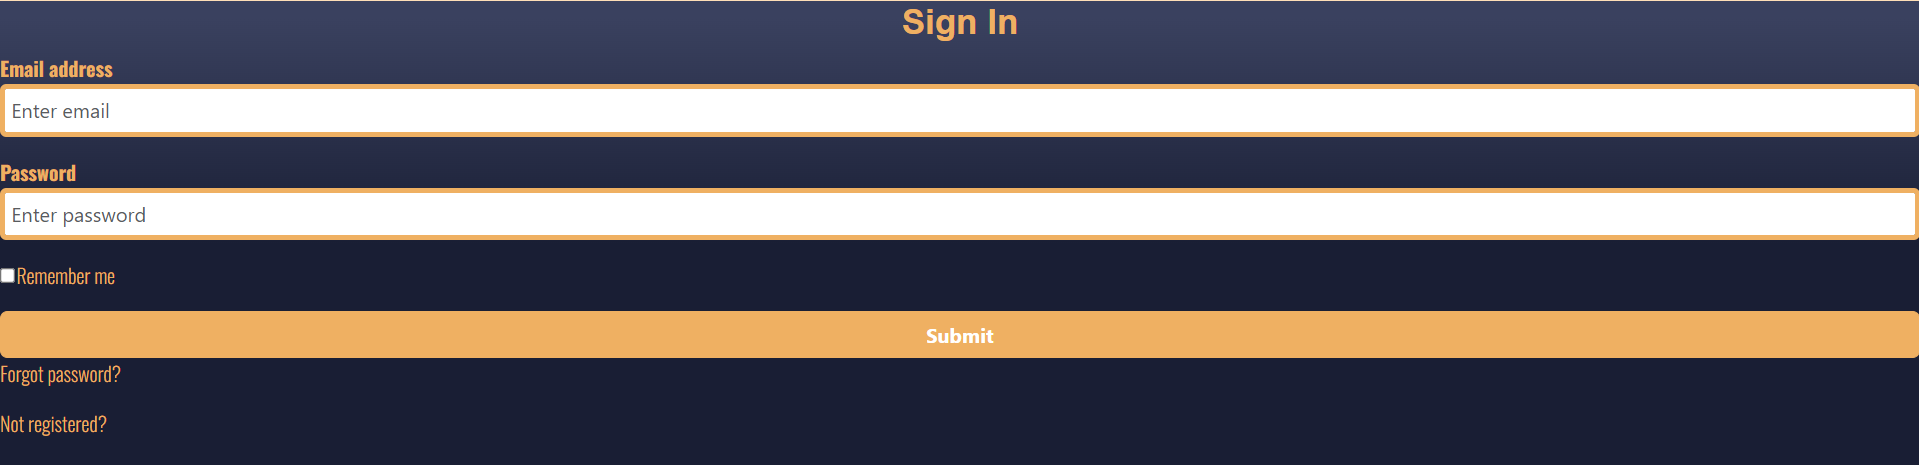 Sign In
Email address
Enter email
Password
Enter password
Remember me
Submit
Forgot password?
Not registered?